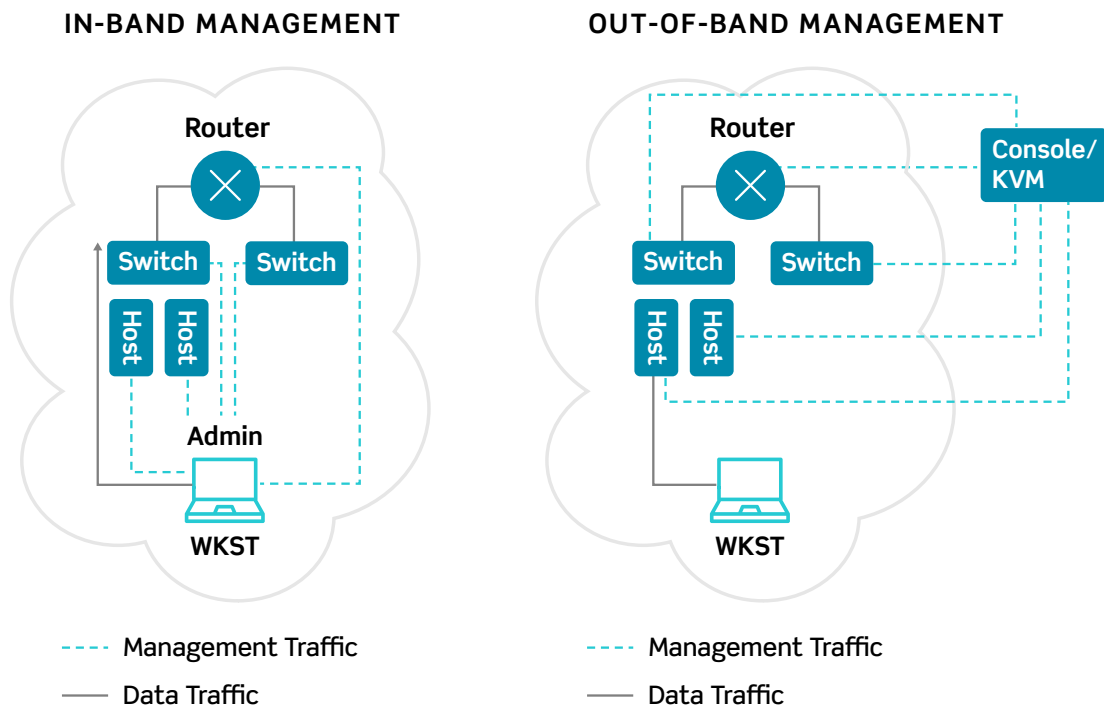 IN-BAND MANAGEMENT
Router
Switch
Switch
Host
Host
Admin
WKST
Management Traffic
Data Traffic
OUT-OF-BAND MANAGEMENT
Router
Console/
KVM
Switch
Switch
Host
Host
WKST
Management Traffic
Data Traffic